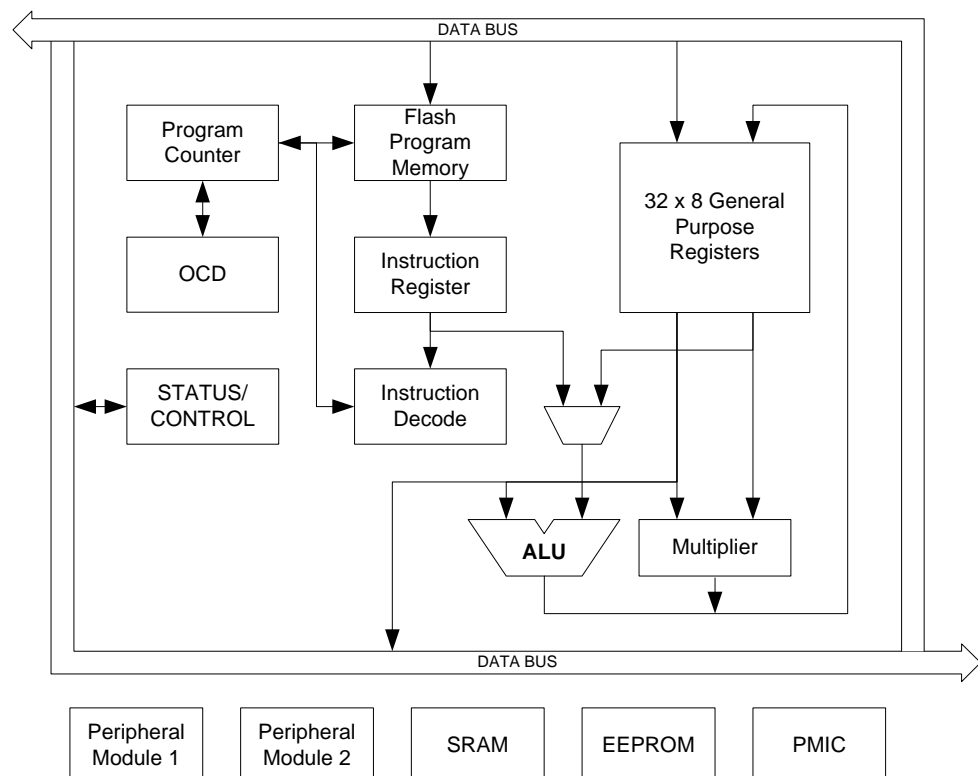 DATA BUS
Program
Counter
Flash
Program
Memory
32 x 8 General
Purpose
Registers
OCD
Instruction
Register
STATUS/
CONTROL
Instruction
Decode
ALU
Multiplier
DATA BUS
Peripheral
Module 1
Peripheral
Module 2
SRAM
EEPROM
PMIC